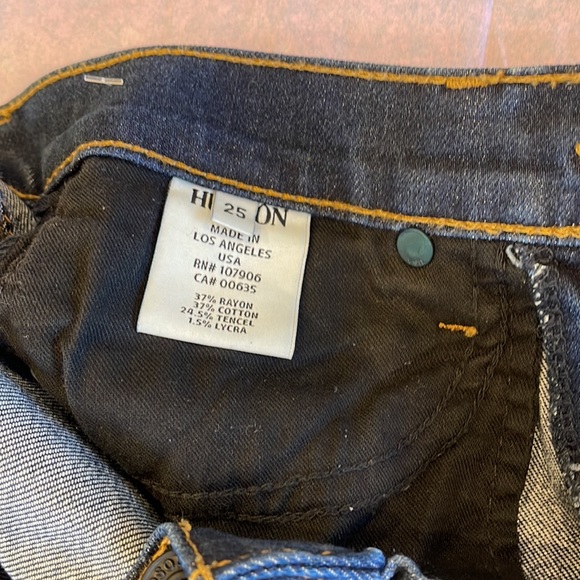 25
MADE IN
LOS ANGELES
USA
RN# 107906
CA# 00635
37% RAYON
37% COTTON
24.5% TENCEL
1.5% LYCRA